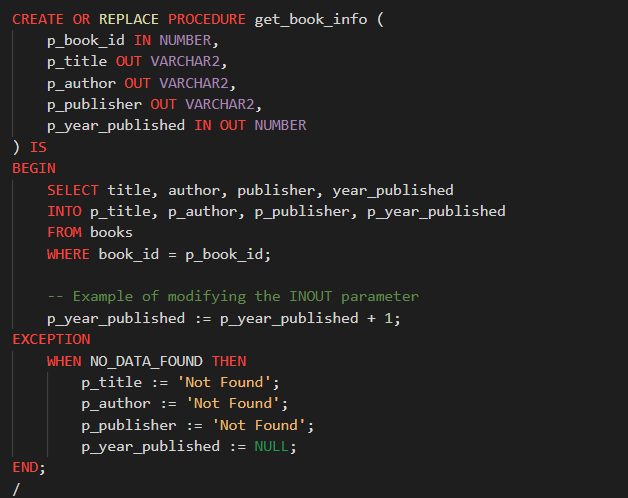 CREATE OR REPLACE PROCEDURE get_book_info (
    p_book_id IN NUMBER,
    p_title OUT VARCHAR2,
    p_author OUT VARCHAR2,
    p_publisher OUT VARCHAR2,
    p_year_published IN OUT NUMBER
) IS
BEGIN
    SELECT title, author, publisher, year_published
    INTO p_title, p_author, p_publisher, p_year_published
    FROM books
    WHERE book_id = p_book_id;

    -- Example of modifying the INOUT parameter
    p_year_published := p_year_published + 1;
EXCEPTION
    WHEN NO_DATA_FOUND THEN
        p_title := 'Not Found';
        p_author := 'Not Found';
        p_publisher := 'Not Found';
        p_year_published := NULL;
END;
/